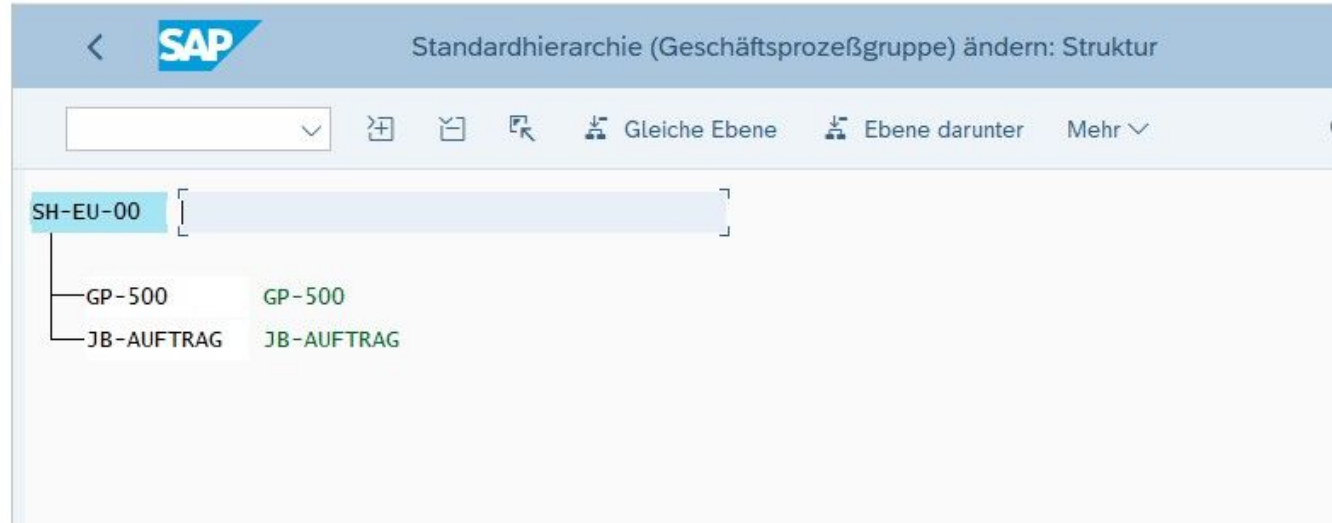 SAP Standardhierarchie (Geschäftsprozeßgruppe) ändern: Struktur
Gleiche Ebene Ebene darunter Mehr
SH-EU-00
GP-500 GP-500
JB-AUFTRAG JB-AUFTRAG